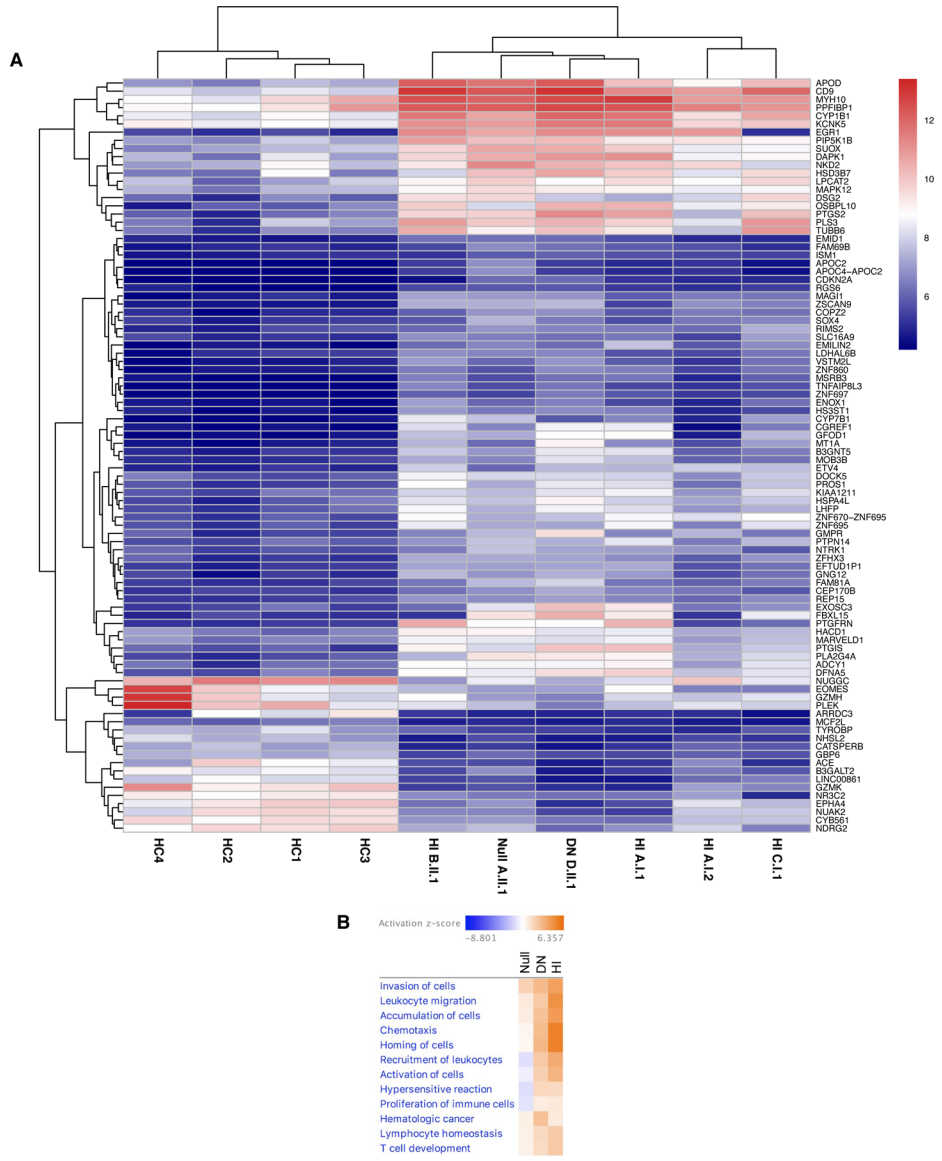 A
APOD
CD9
MYH10
PPFIBP1
CYP1B1
KCNK5
EGR1
PIP5K1B
SUOX
DAPK1
NKD2
HSD3B7
LPCAT2
MAPK12
DSG2
OSBPL10
PTGS2
PLS3
TUBB6
EMID1
FAM69B
ISM1
APOC2
APOC4-APOC2
CDKN2A
RGS6
MAGI1
ZSCAN9
COPZ2
SOX4
RIMS2
SLC16A9
EMILIN2
LDHAL6B
VSTM2L
ZNF860
MSRB3
TNFAIP8L3
ZNF697
ENOX1
HS3ST1
CYP7B1
CGREF1
GFOD1
MT1A
B3GNT5
MOB3B
ETV4
DOCK5
PROS1
KIAA1211
HSPA4L
LHFP
ZNF670-ZNF695
ZNF695
GMPR
PTPN14
NTRK1
ZFHX3
EFTUD1P1
GNG12
FAM81A
CEP170B
REP15
EXOSC3
FBXL15
PTGFRN
HACD1
MARVELD1
PTGIS
PLA2G4A
ADCY1
DFNA5
NUGGC
EOMES
GZMH
PLEK
ARRDC3
MCF2L
TYROBP
NHSL2
CATSPERB
GBP6
ACE
B3GALT2
LINC00861
GZMK
NR3C2
EPHA4
NUAK2
CYB561
NDRG2
12
10
8
6
HC4
HC2
HC1
HC3
HI B.II.1
Null A.II.1
DN D.II.1
HI A.I.1
HI A.I.2
HI C.I.1
B
Activation z-score
-8.801 6.357
Null
DN
HI
Invasion of cells
Leukocyte migration
Accumulation of cells
Chemotaxis
Homing of cells
Recruitment of leukocytes
Activation of cells
Hypersensitive reaction
Proliferation of immune cells
Hematologic cancer
Lymphocyte homeostasis
T cell development